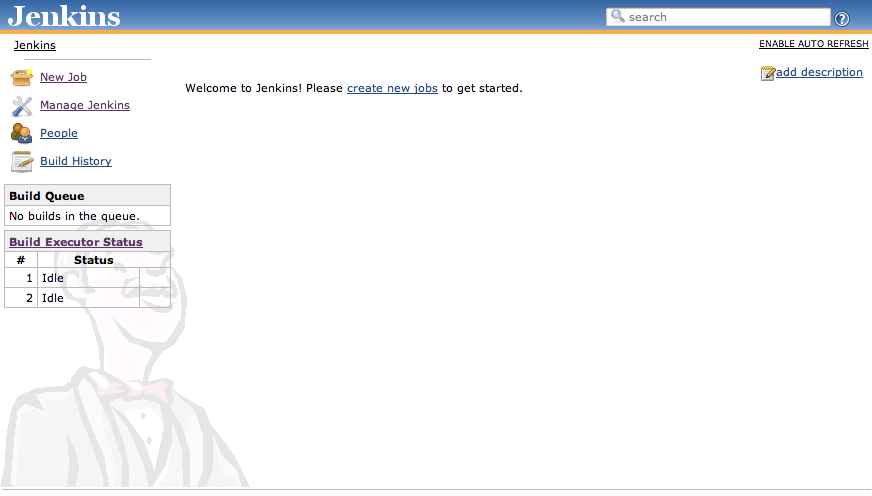 Jenkins
search
?
Jenkins
ENABLE AUTO REFRESH
New Job
add description
Welcome to Jenkins! Please create new jobs to get started.
Manage Jenkins
People
Build History
Build Queue
No builds in the queue.
Build Executor Status
# Status
1 Idle
2 Idle